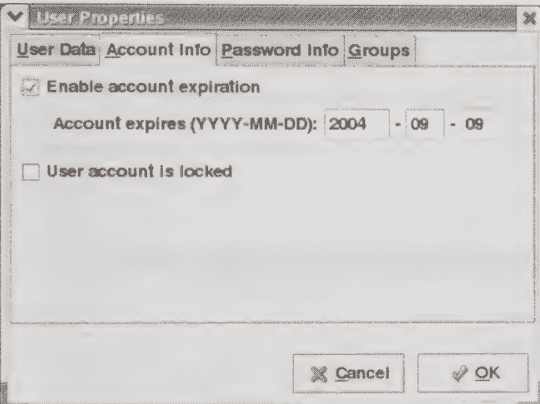 User Properties
User Data Account Info Password Info Groups
Enable account expiration
Account expires (YYYY-MM-DD): 2004 - 09 - 09
User account is locked
Cancel OK